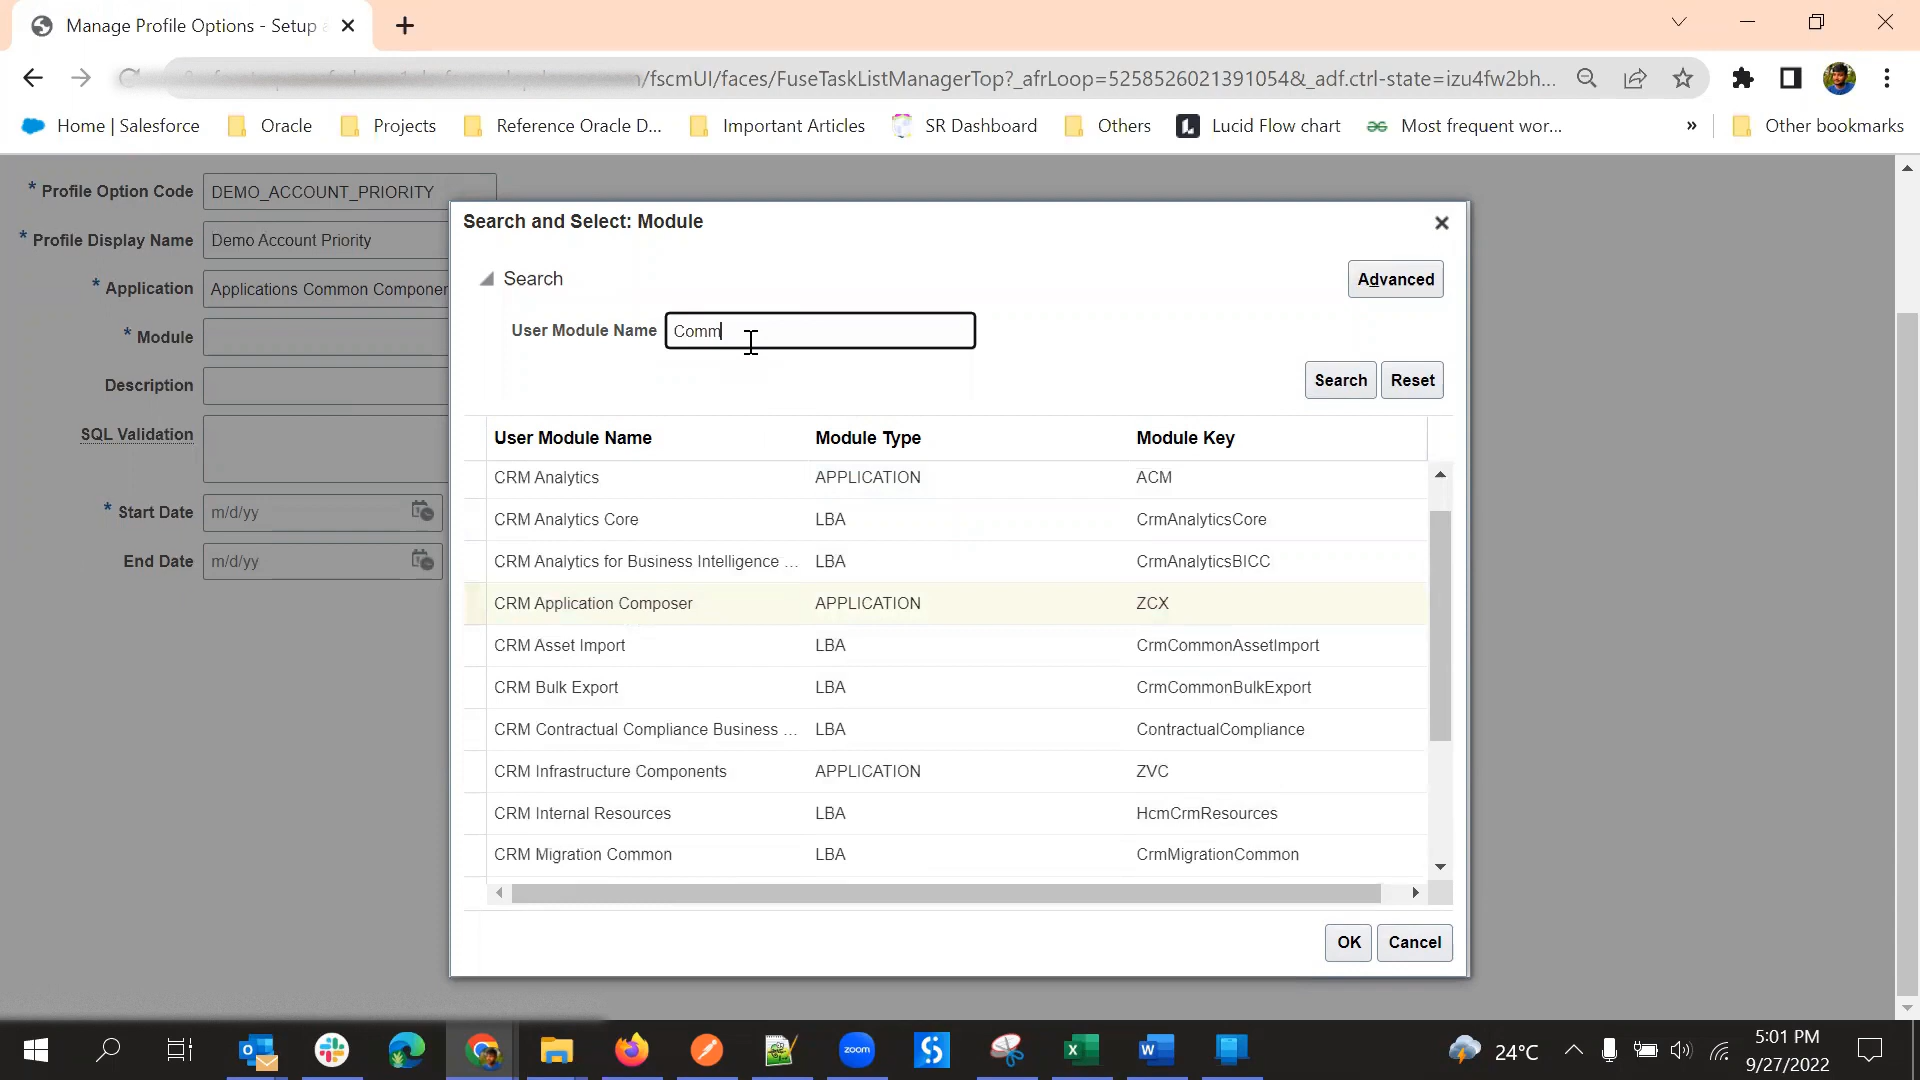 Manage Profile Options - Setup a
/fscmUI/faces/FuseTaskListManagerTop?_afrLoop=5258526021391054&_adf.ctrl-state=izu4fw2bh...
Home | Salesforce Oracle Projects Reference Oracle D... Important Articles SR Dashboard Others Lucid Flow chart Most frequent wor... » Other bookmarks
* Profile Option Code DEMO_ACCOUNT_PRIORITY
* Profile Display Name Demo Account Priority
* Application Applications Common Componen
* Module
Description
SQL Validation
* Start Date m/d/yy
End Date m/d/yy
Search and Select: Module
Search Advanced
User Module Name Comm
Search Reset
User Module Name Module Type Module Key
CRM Analytics APPLICATION ACM
CRM Analytics Core LBA CrmAnalyticsCore
CRM Analytics for Business Intelligence ... LBA CrmAnalyticsBICC
CRM Application Composer APPLICATION ZCX
CRM Asset Import LBA CrmCommonAssetImport
CRM Bulk Export LBA CrmCommonBulkExport
CRM Contractual Compliance Business ... LBA ContractualCompliance
CRM Infrastructure Components APPLICATION ZVC
CRM Internal Resources LBA HcmCrmResources
CRM Migration Common LBA CrmMigrationCommon
OK Cancel
zoom
24°C
5:01 PM
9/27/2022